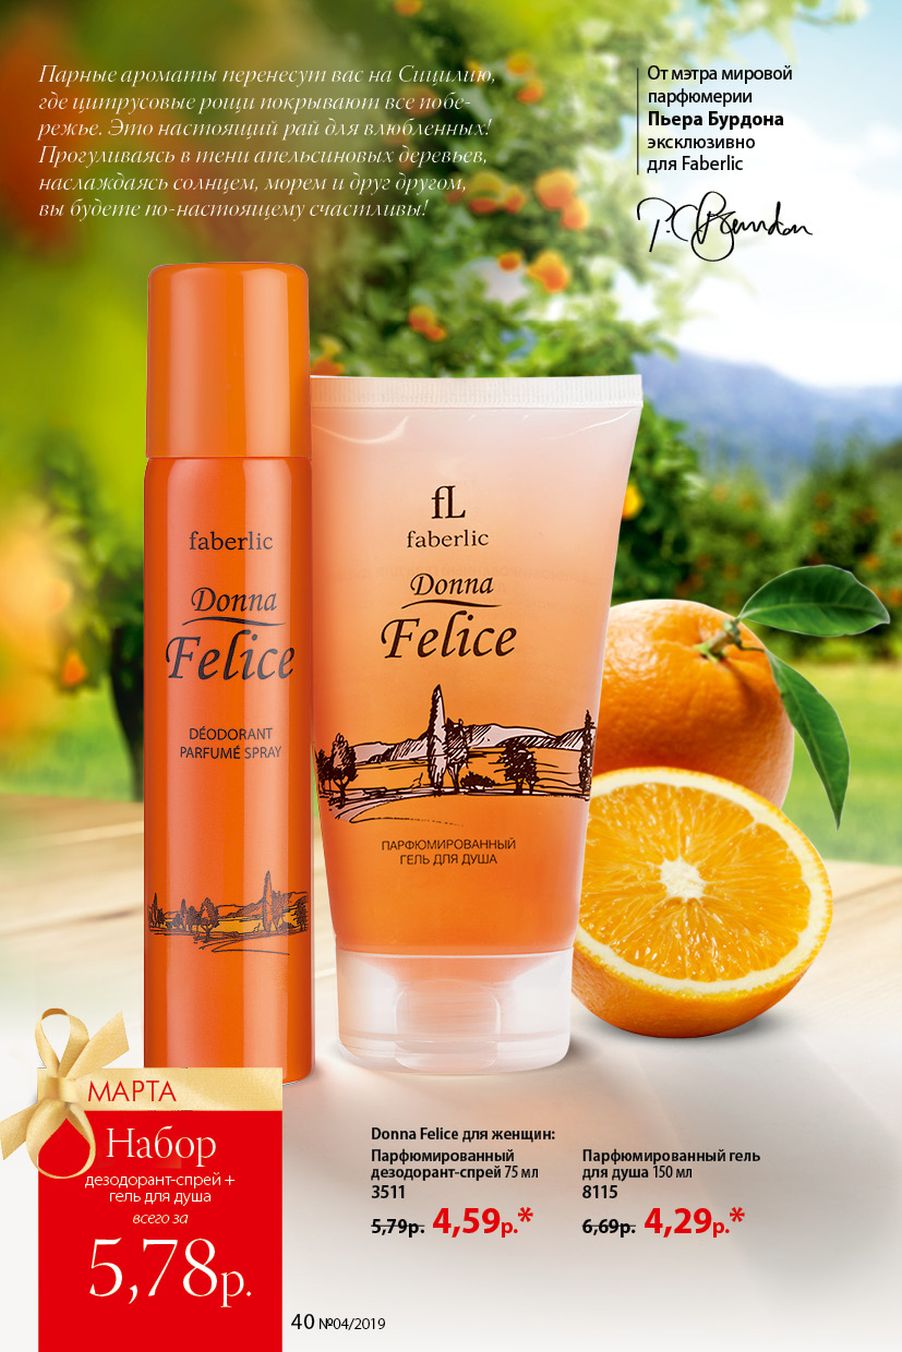 Парные ароматы перенесут вас на Сицилию,
где цитрусовые рощи покрывают все побе-
режье. Это настоящий рай для влюбленных!
Прогуливаясь в тени апельсиновых деревьев,
наслаждаясь солнцем, морем и друг другом,
вы будете по-настоящему счастливы!
От мэтра мировой
парфюмерии
Пьера Бурдона
эксклюзивно
для Faberlic
faberlic
Donna
Felice
DÉODORANT
PARFUMÉ SPRAY
fL
faberlic
Donna
Felice
ПАРФЮМИРОВАННЫЙ
ГЕЛЬ ДЛЯ ДУША
МАРТА
Набор
дезодорант-спрей +
гель для душа
всего за
5,78р.
Donna Felice для женщин:
Парфюмированный
дезодорант-спрей 75 мл
3511
5,79р. 4,59р.*
Парфюмированный гель
для душа 150 мл
8115
6,69р. 4,29р.*
40 №04/2019